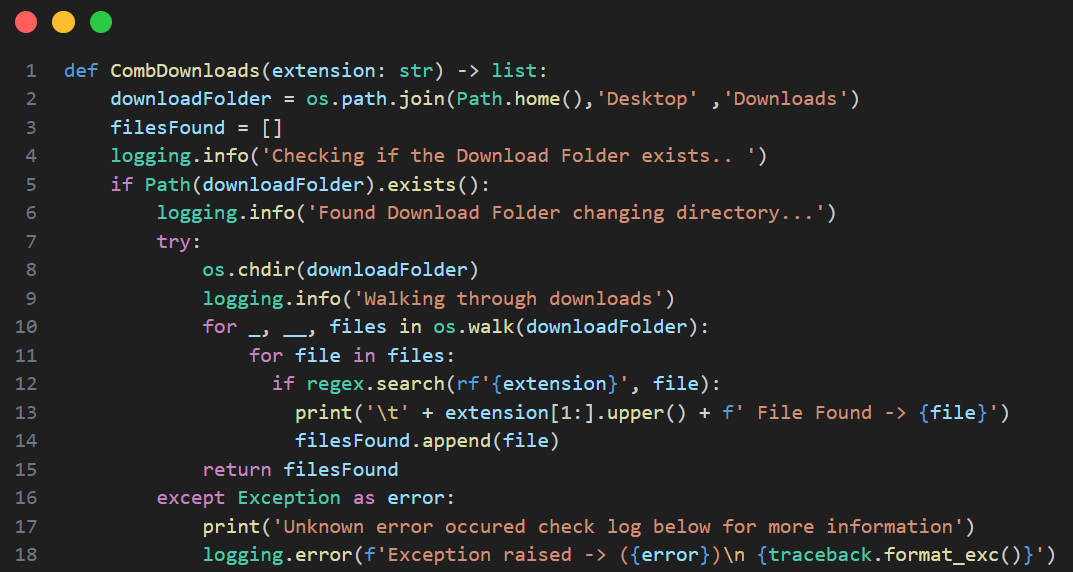 1 def CombDownloads(extension: str) -> list:
2     downloadFolder = os.path.join(Path.home(),'Desktop' ,'Downloads')
3     filesFound = []
4     logging.info('Checking if the Download Folder exists.. ')
5     if Path(downloadFolder).exists():
6         logging.info('Found Download Folder changing directory...')
7         try:
8             os.chdir(downloadFolder)
9             logging.info('Walking through downloads')
10             for _, __, files in os.walk(downloadFolder):
11                 for file in files:
12                   if regex.search(rf'{extension}', file):
13                     print('\t' + extension[1:].upper() + f' File Found -> {file}')
14                     filesFound.append(file)
15             return filesFound
16         except Exception as error:
17             print('Unknown error occured check log below for more information')
18             logging.error(f'Exception raised -> ({error})\n {traceback.format_exc()}')